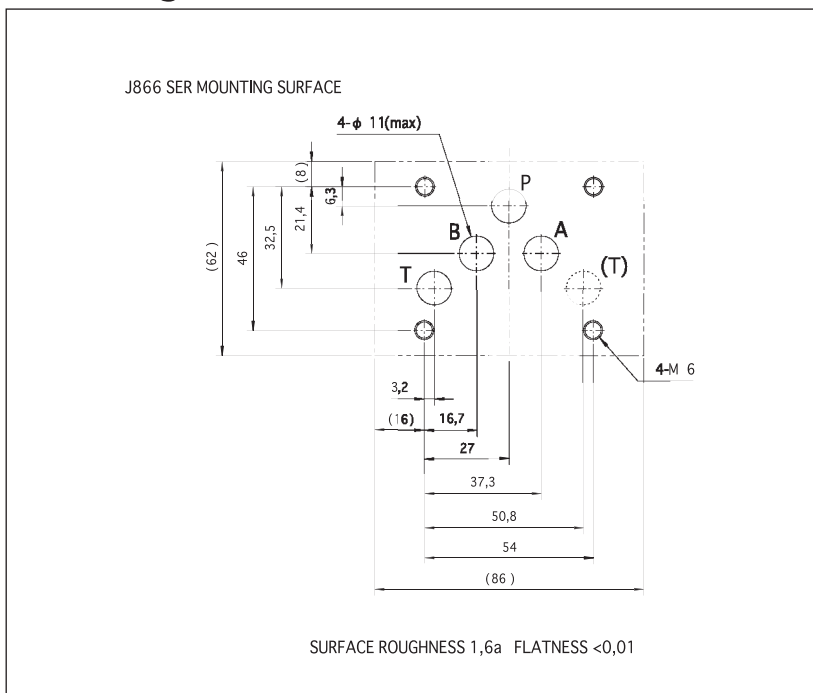 J866 SER MOUNTING SURFACE
4-φ 11(max)
(8)
6,3
P
21,4
32,5
46
(62)
B
A
T
(T)
4-M 6
3,2
(16)
16,7
27
37,3
50,8
54
(86)
SURFACE ROUGHNESS 1,6a FLATNESS <0,01